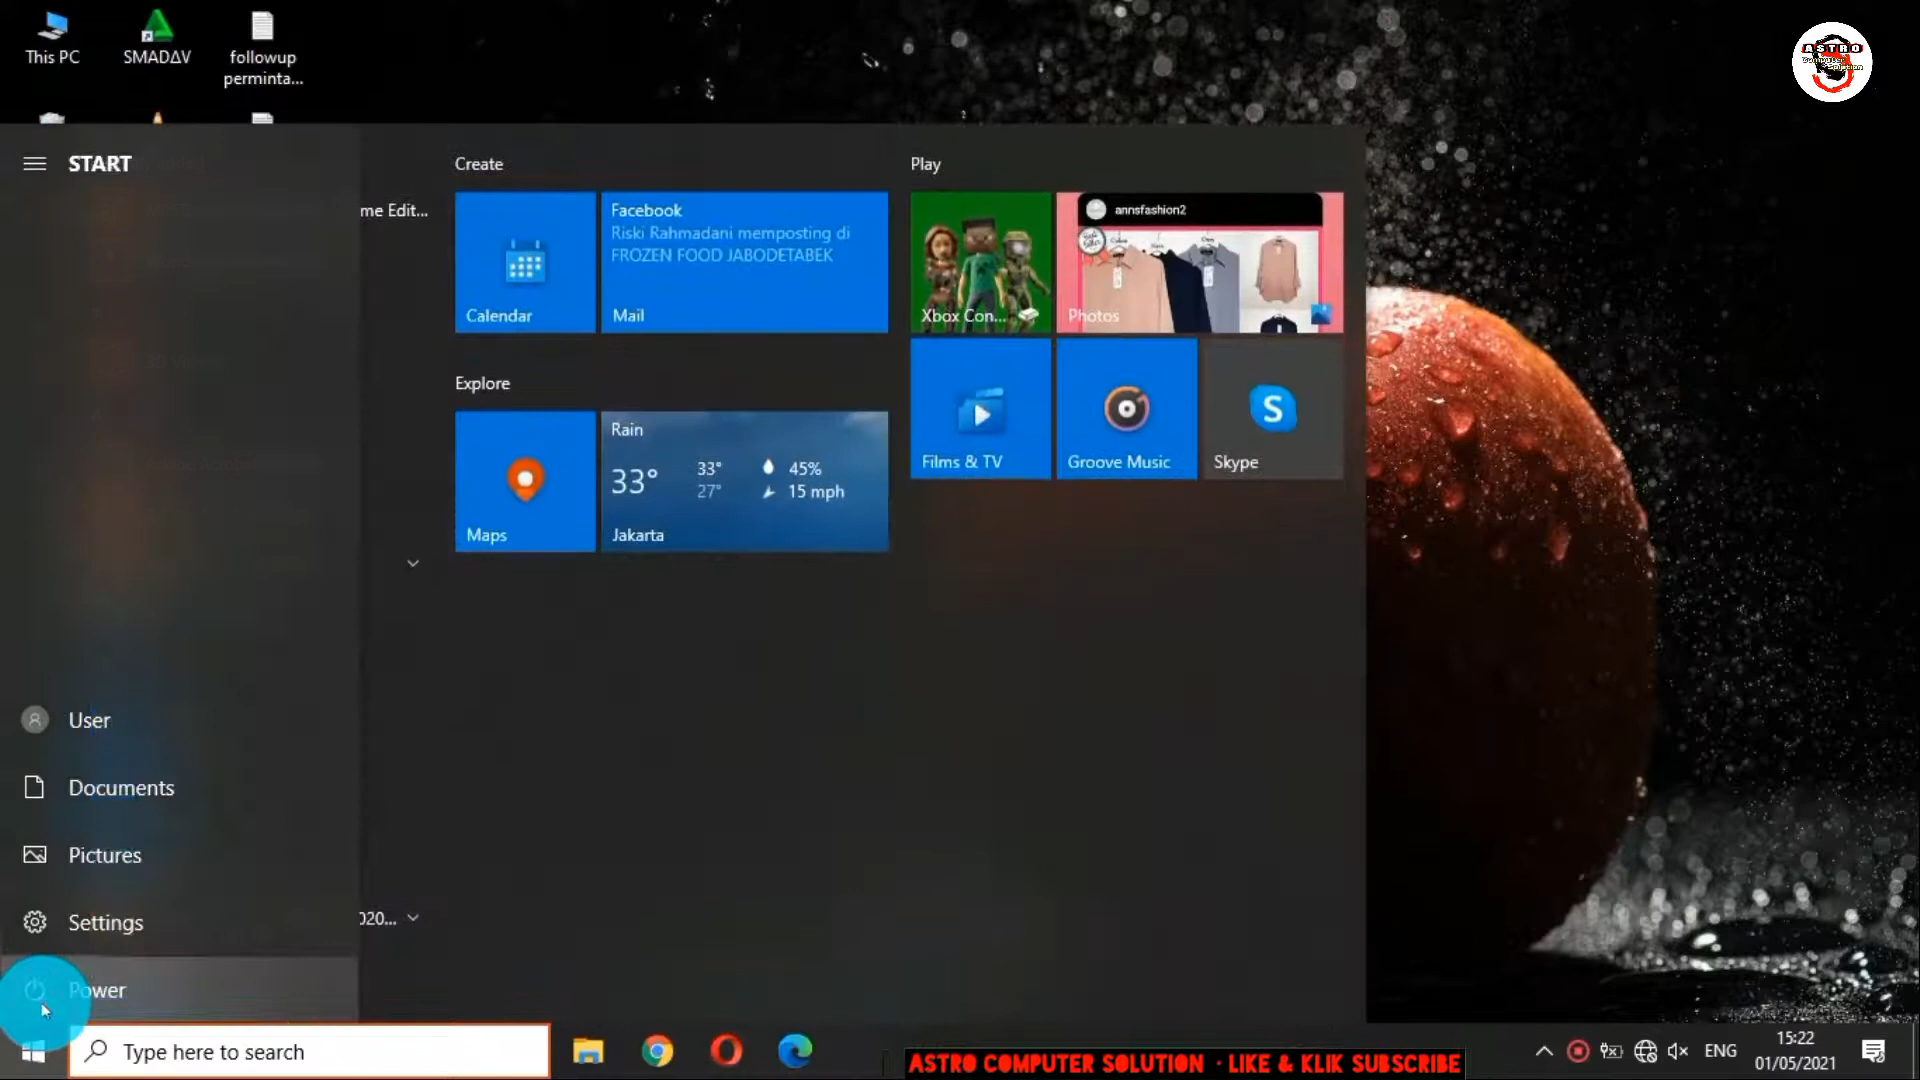 This PC
SMADΔV
followup
perminta...
ASTRO
Computer
Solution
START
me Edit...
Create
Calendar
Facebook
Riski Rahmadani memposting di
FROZEN FOOD JABODETABEK
Mail
Play
Xbox Con...
annsfashion2
Photos
Films & TV
Groove Music
Skype
Explore
Maps
Rain
33°
33°
27°
45%
15 mph
Jakarta
User
Documents
Pictures
Settings
020...
Power
Type here to search
ASTRO COMPUTER SOLUTION · LIKE & KLIK SUBSCRIBE
ENG
15:22
01/05/2021